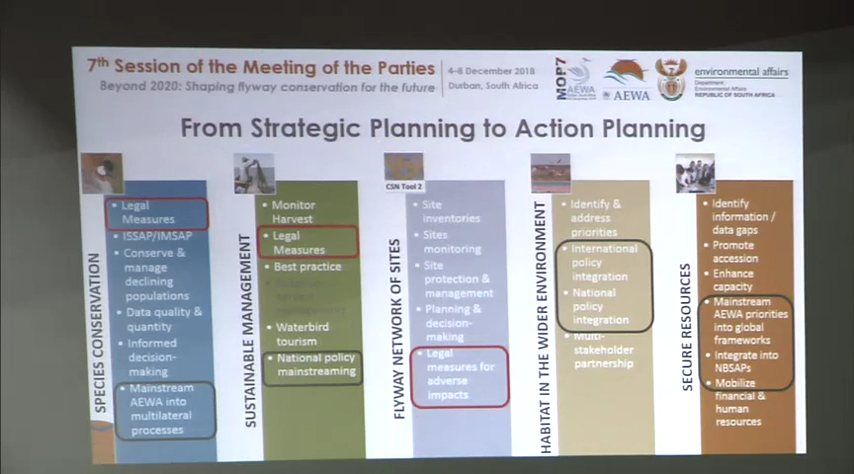 7th Session of the Meeting of the Parties
Beyond 2020: Shaping flyway conservation for the future
4-8 December 2018
Durban, South Africa
MOP7
AEWA
AEWA
environmental affairs
Department:
Environmental Affairs
REPUBLIC OF SOUTH AFRICA
From Strategic Planning to Action Planning
SPECIES CONSERVATION
• Legal
Measures
• ISSAP/IMSAP
• Conserve &
manage
declining
populations
• Data quality &
quantity
• Informed
decision-
making
• Mainstream
AEWA into
multilateral
processes
SUSTAINABLE MANAGEMENT
• Monitor
Harvest
• Legal
Measures
• Best practice
• Waterbird
tourism
• National policy
mainstreaming
CSN Tool 2
FLYWAY NETWORK OF SITES
• Site
inventories
• Sites
monitoring
• Site
protection &
management
• Planning &
decision-
making
• Legal
measures for
adverse
impacts
HABITAT IN THE WIDER ENVIRONMENT
• Identify &
address
priorities
• International
policy
integration
• National
policy
integration
• Multi-
stakeholder
partnership
SECURE RESOURCES
• Identify
information /
data gaps
• Promote
accession
• Enhance
capacity
• Mainstream
AEWA priorities
into global
frameworks
• Integrate into
NBSAPs
• Mobilize
financial &
human
resources